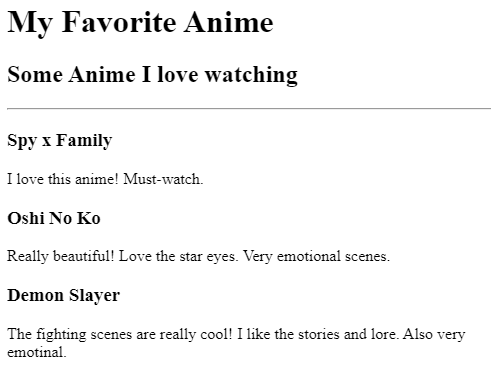 My Favorite Anime
Some Anime I love watching
Spy x Family
I love this anime! Must-watch.
Oshi No Ko
Really beautiful! Love the star eyes. Very emotional scenes.
Demon Slayer
The fighting scenes are really cool! I like the stories and lore. Also very
emotinal.